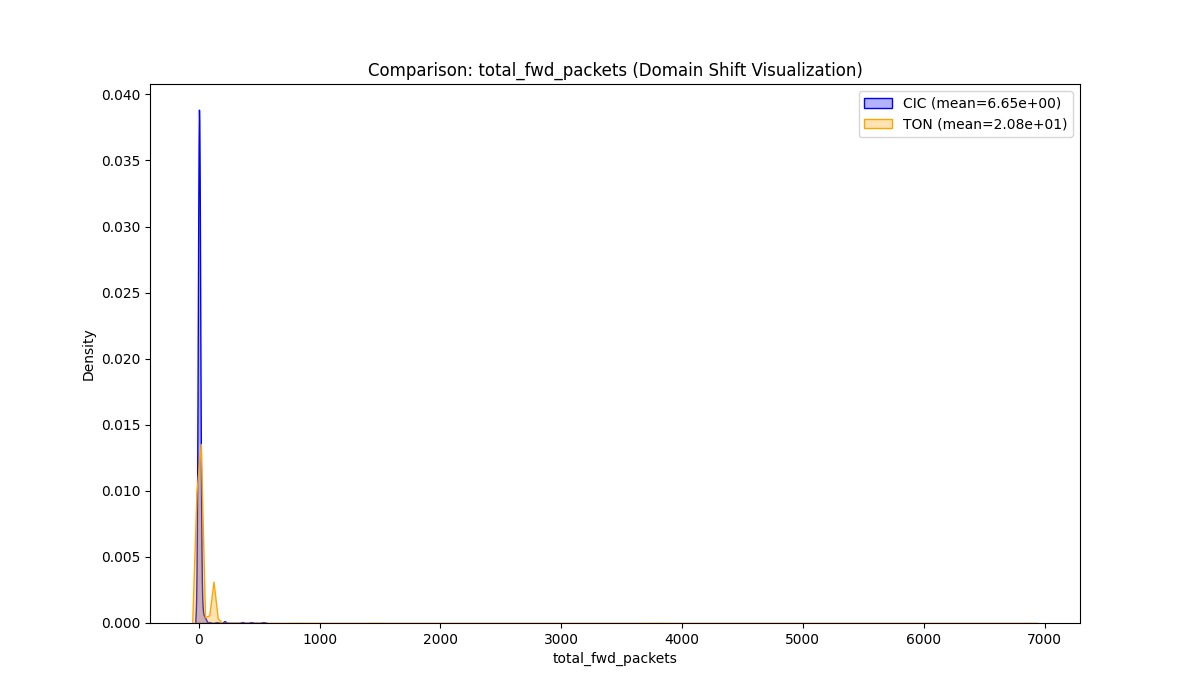 Comparison: total_fwd_packets (Domain Shift Visualization)
CIC (mean=6.65e+00)
TON (mean=2.08e+01)
Density
0.040
0.035
0.030
0.025
0.020
0.015
0.010
0.005
0.000
0 1000 2000 3000 4000 5000 6000 7000
total_fwd_packets